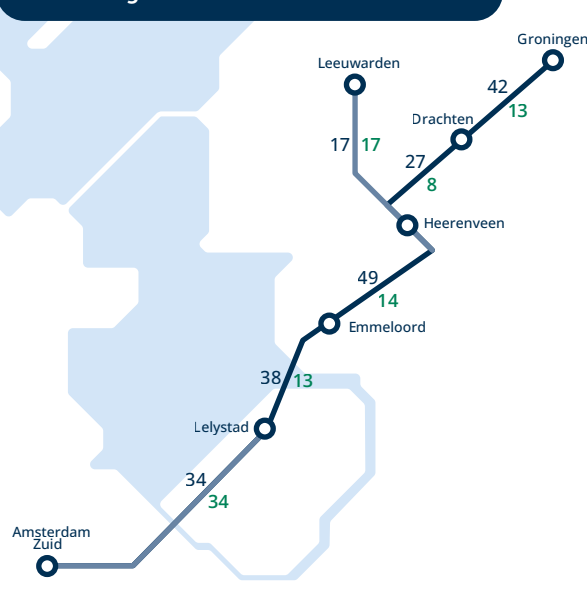 Groningen
Leeuwarden
42
13
Drachten
17 17
27
8
Heerenveen
49
14
Emmeloord
38 13
Lelystad
34
34
Amsterdam
Zuid